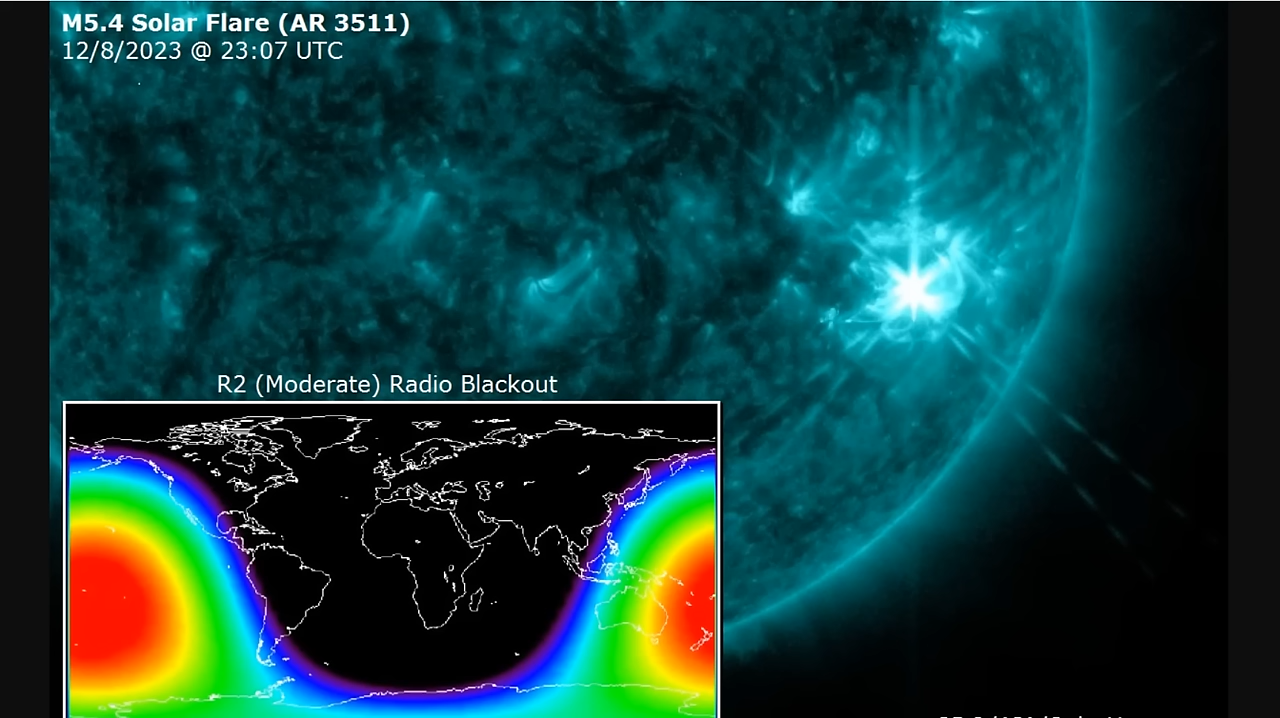 M5.4 Solar Flare (AR 3511)
12/8/2023 @ 23:07 UTC
R2 (Moderate) Radio Blackout